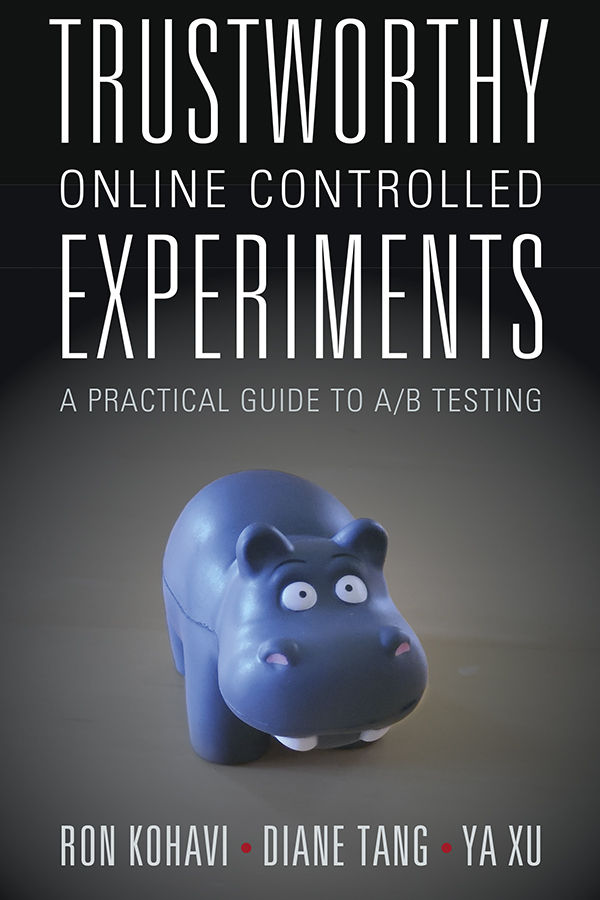 TRUSTWORTHY
ONLINE CONTROLLED
EXPERIMENTS
A PRACTICAL GUIDE TO A/B TESTING
RON KOHAVI • DIANE TANG • YA XU